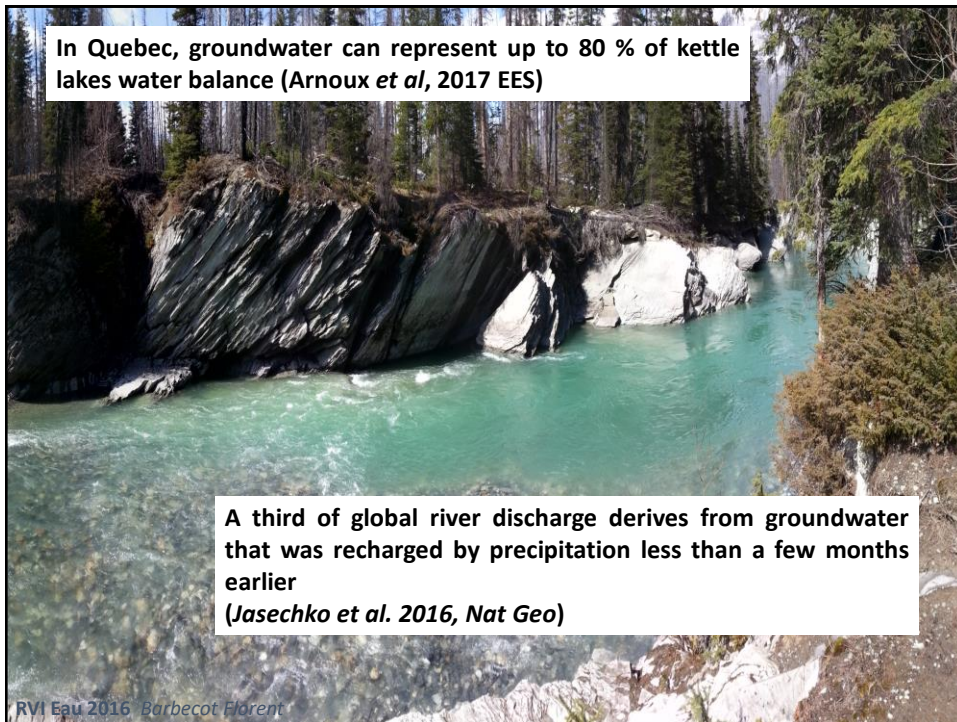 In Quebec, groundwater can represent up to 80 % of kettle
lakes water balance (Arnoux et al, 2017 EES)
A third of global river discharge derives from groundwater
that was recharged by precipitation less than a few months
earlier
(Jasechko et al. 2016, Nat Geo)
RVI Eau 2016 Barbecot Florent